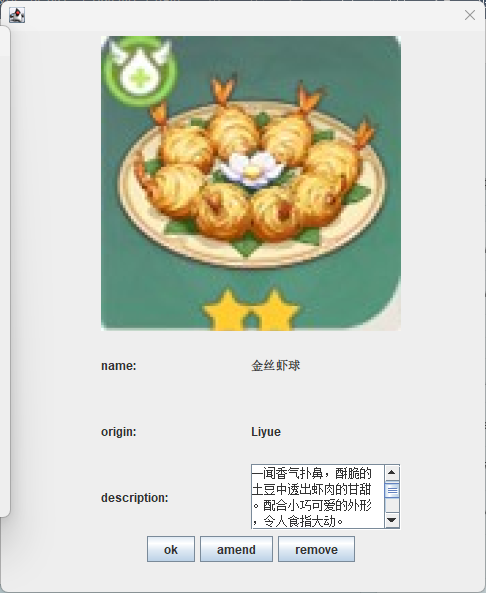 name:
金丝虾球
origin:
Liyue
description:
一闻香气扑鼻，酥脆的
土豆中透出虾肉的甘甜
。配合小巧可爱的外形
，令人食指大动。
ok
amend
remove